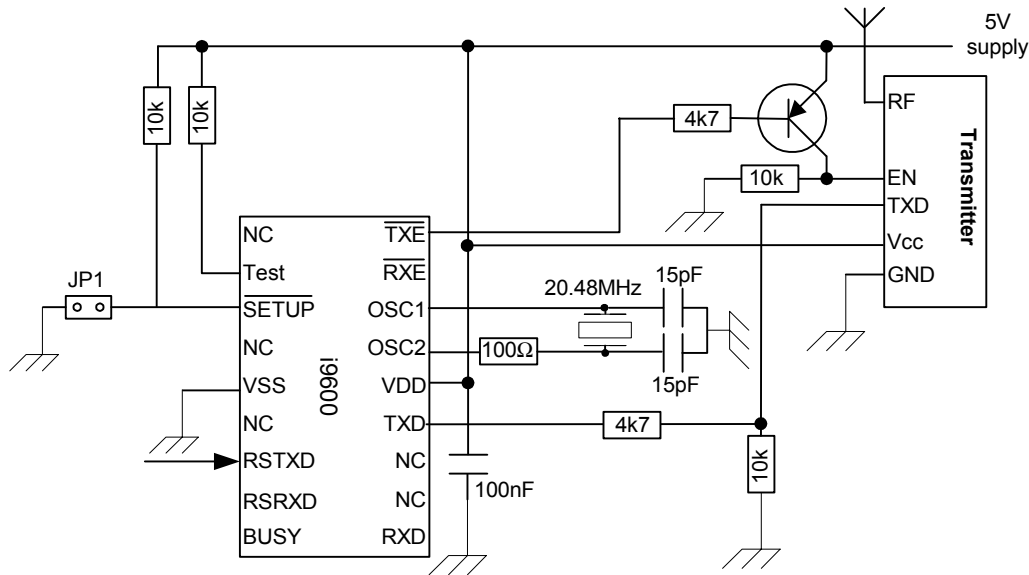 5V
supply
10k
10k
4k7
RF
Transmitter
10k
EN
TXD
Vcc
GND
JP1
NC
Test
SETUP
NC
VSS
NC
RSTXD
RSRXD
BUSY
i9600
TXE
RXE
OSC1
OSC2
VDD
TXD
NC
NC
RXD
20.48MHz
15pF
100Ω
15pF
4k7
10k
100nF